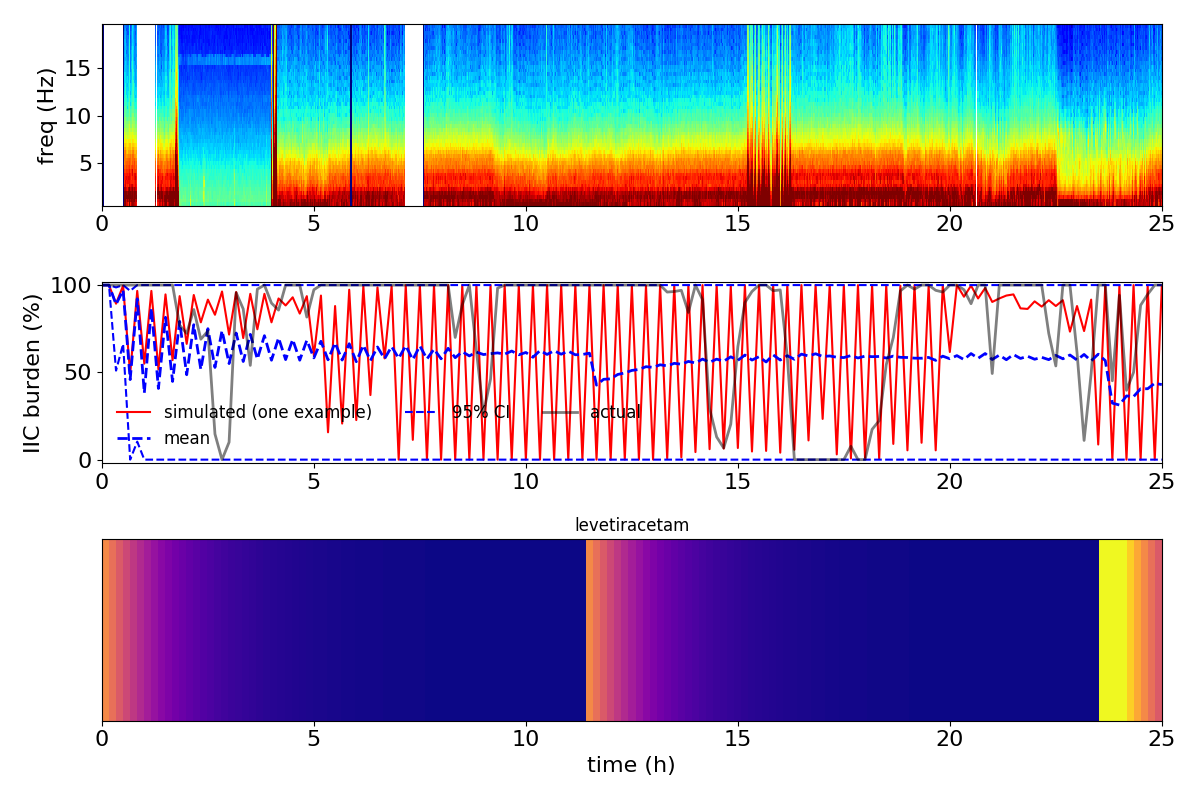 freq (Hz)
15
10
5
0 5 10 15 20 25
IIC burden (%)
100
50
0
simulated (one example) 95% CI actual
mean
0 5 10 15 20 25
levetiracetam
0 5 10 15 20 25
time (h)